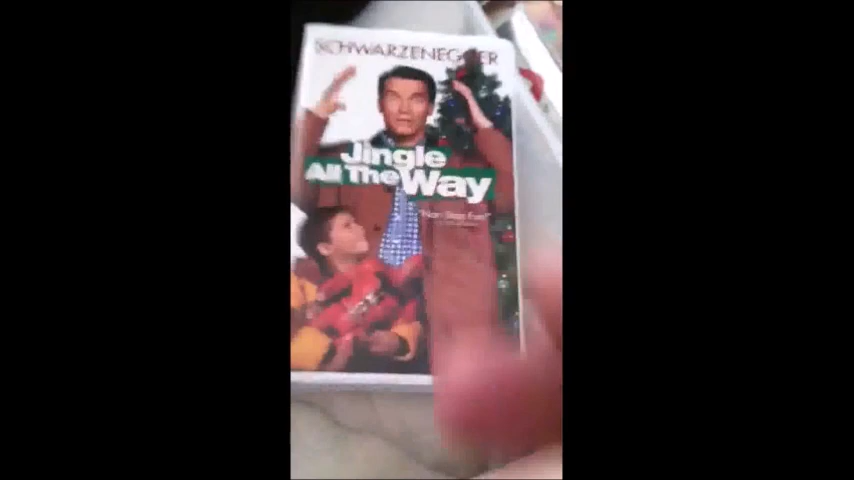 SCHWARZENEGGER
Jingle
All The Way
"Non-Stop Fun!"